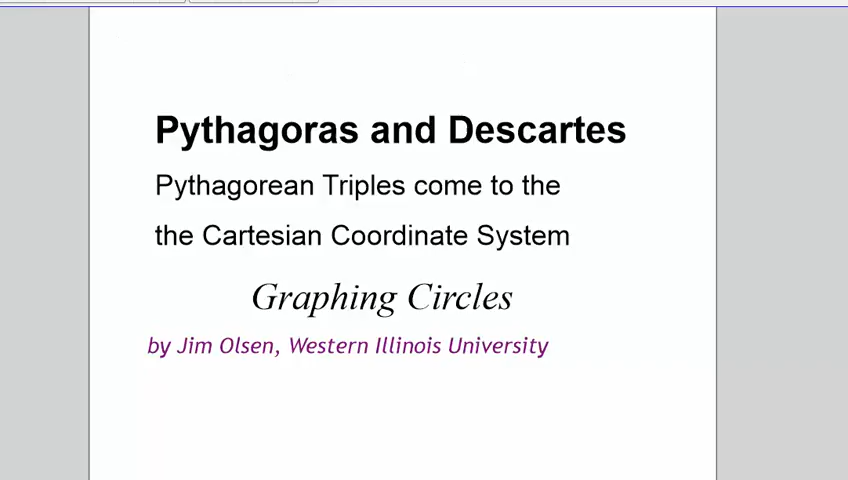 Pythagoras and Descartes
Pythagorean Triples come to the
the Cartesian Coordinate System
Graphing Circles
by Jim Olsen, Western Illinois University